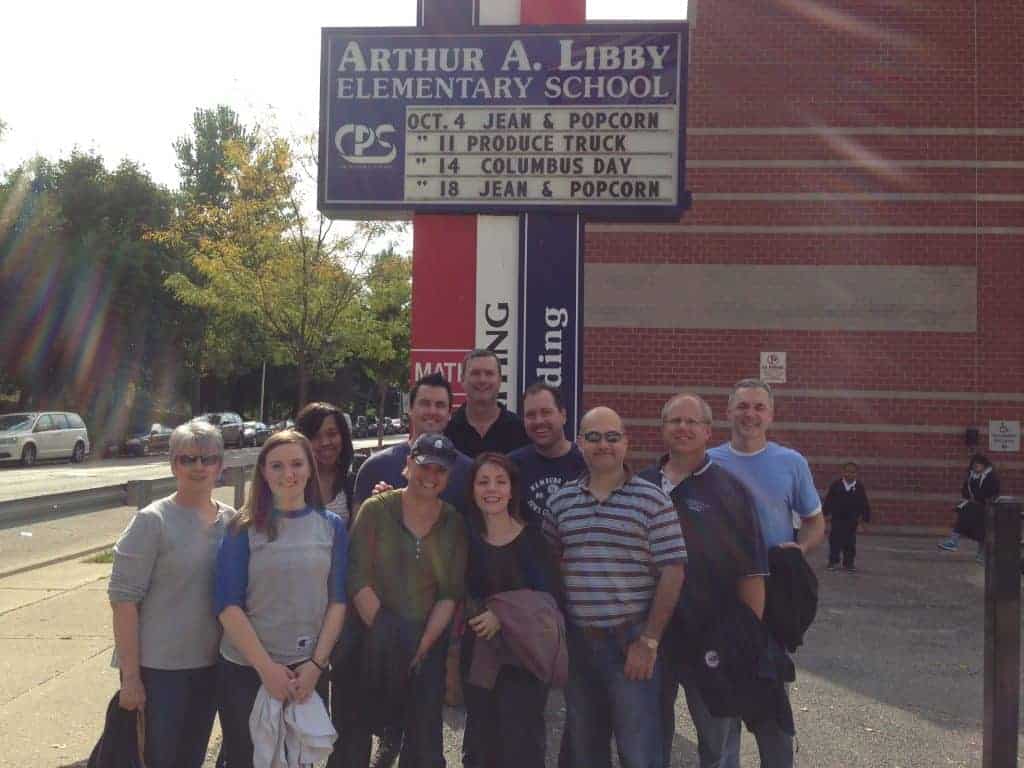 ARTHUR A. LIBBY
ELEMENTARY SCHOOL
CPS
OCT. 4 JEAN & POPCORN
" 11 PRODUCE TRUCK
" 14 COLUMBUS DAY
" 18 JEAN & POPCORN
MATH